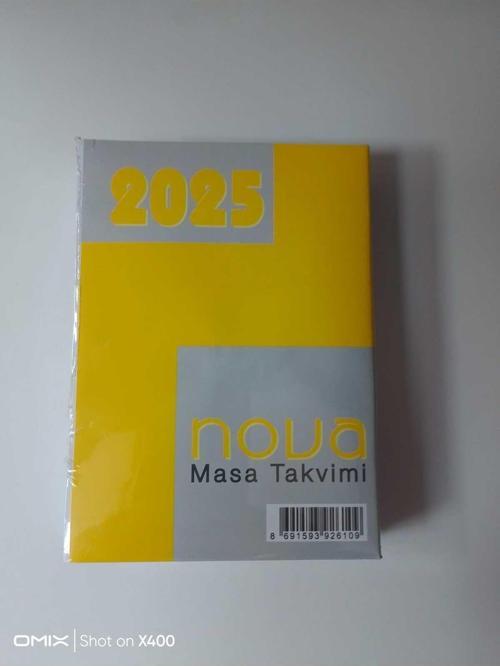 2025
nova
Masa Takvimi
8 691593 926109
OMIX Shot on X400